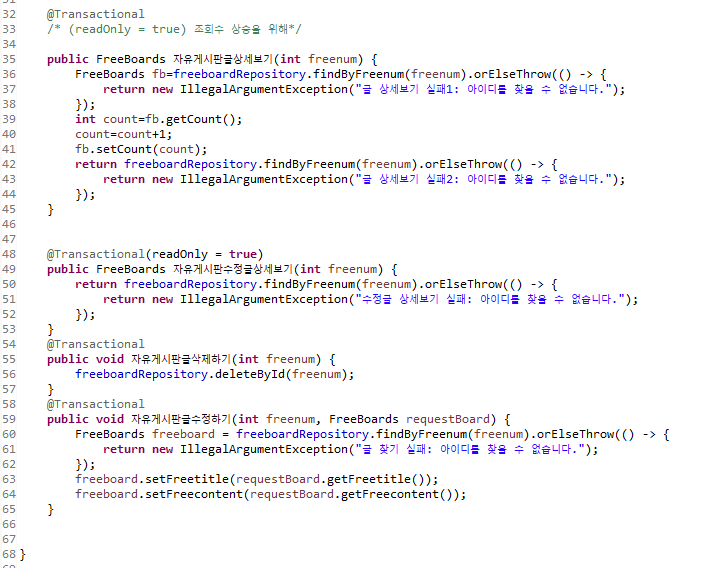 32 @Transactional
33 /* (readOnly = true) 조회수 상승을 위해*/
34
35 public FreeBoards 자유게시판글상세보기(int freenum) {
36 FreeBoards fb=freeboardRepository.findByFreenum(freenum).orElseThrow(() -> {
37 return new IllegalArgumentException("글 상세보기 실패1: 아이디를 찾을 수 없습니다.");
38 });
39 int count=fb.getCount();
40 count=count+1;
41 fb.setCount(count);
42 return freeboardRepository.findByFreenum(freenum).orElseThrow(() -> {
43 return new IllegalArgumentException("글 상세보기 실패2: 아이디를 찾을 수 없습니다.");
44 });
45 }
46
47
48 @Transactional(readOnly = true)
49 public FreeBoards 자유게시판수정글상세보기(int freenum) {
50 return freeboardRepository.findByFreenum(freenum).orElseThrow(() -> {
51 return new IllegalArgumentException("수정글 상세보기 실패: 아이디를 찾을 수 없습니다.");
52 });
53 }
54 @Transactional
55 public void 자유게시판글삭제하기(int freenum) {
56 freeboardRepository.deleteById(freenum);
57 }
58 @Transactional
59 public void 자유게시판글수정하기(int freenum, FreeBoards requestBoard) {
60 FreeBoards freeboard = freeboardRepository.findByFreenum(freenum).orElseThrow(() -> {
61 return new IllegalArgumentException("글 찾기 실패: 아이디를 찾을 수 없습니다.");
62 });
63 freeboard.setFreetitle(requestBoard.getFreetitle());
64 freeboard.setFreecontent(requestBoard.getFreecontent());
65 }
66
67
68 }